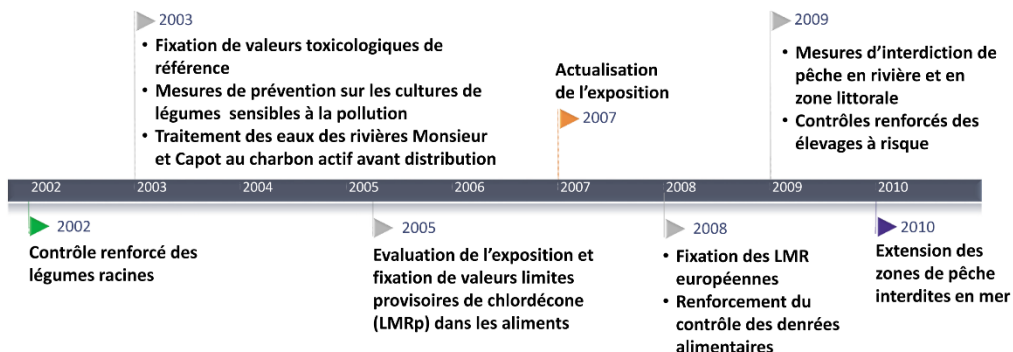 2003
• Fixation de valeurs toxicologiques de
référence
• Mesures de prévention sur les cultures de
légumes sensibles à la pollution
• Traitement des eaux des rivières Monsieur
et Capot au charbon actif avant distribution
Actualisation
de l'exposition
2007
2009
• Mesures d'interdiction de
pêche en rivière et en
zone littorale
• Contrôles renforcés des
élevages à risque
2002 2003 2004 2005 2006 2007 2008 2009 2010
2002
Contrôle renforcé des
légumes racines
2005
Evaluation de l'exposition et
fixation de valeurs limites
provisoires de chlordécone
(LMRp) dans les aliments
2008
• Fixation des LMR
européennes
• Renforcement du
contrôle des denrées
alimentaires
2010
Extension des
zones de pêche
interdites en mer